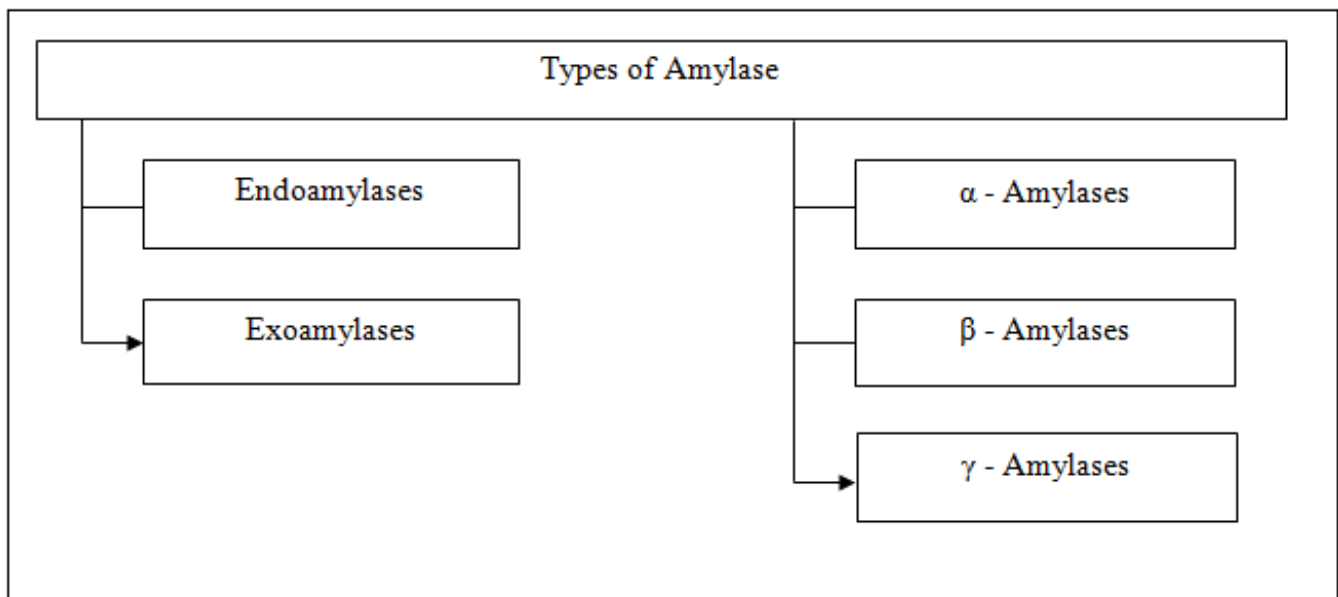 Types of Amylase
Endoamylases
Exoamylases
α - Amylases
β - Amylases
γ - Amylases